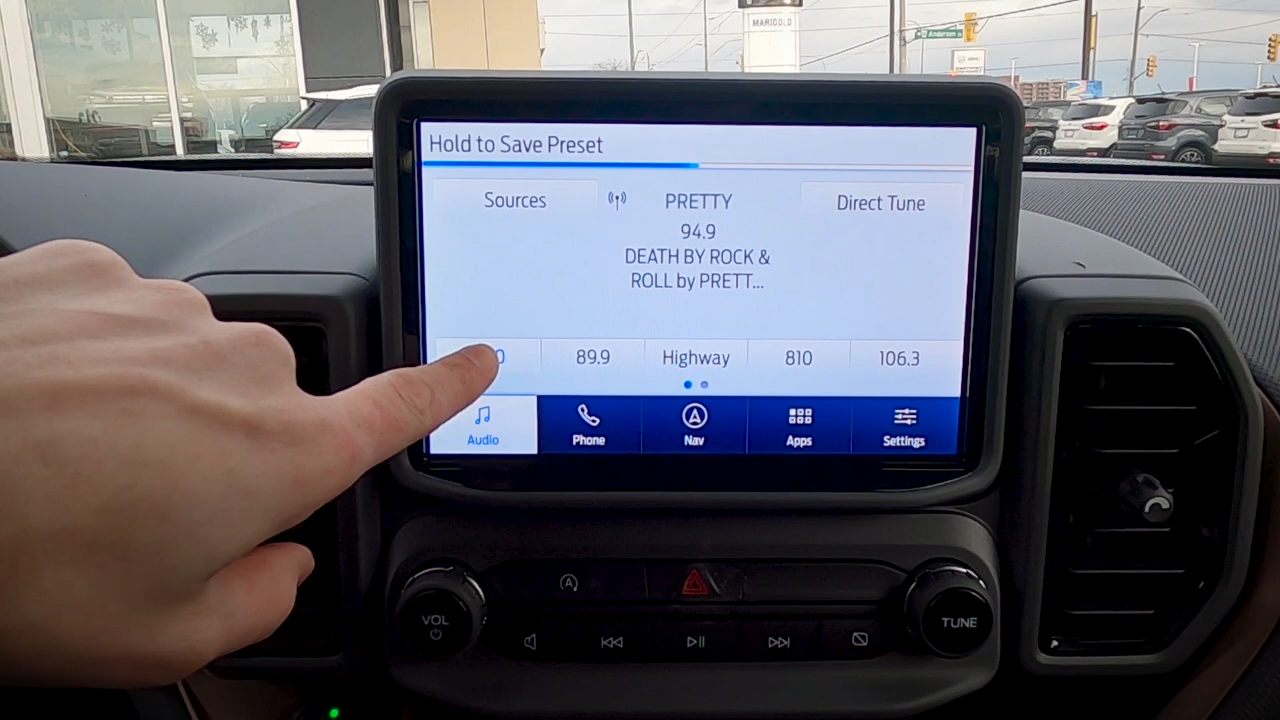 MARIGOLD
Anderson
Hold to Save Preset
Sources
PRETTY
Direct Tune
94.9
DEATH BY ROCK &
ROLL by PRETT...
89.9
Highway
810
106.3
Audio
Phone
Nav
Apps
Settings
VOL
TUNE